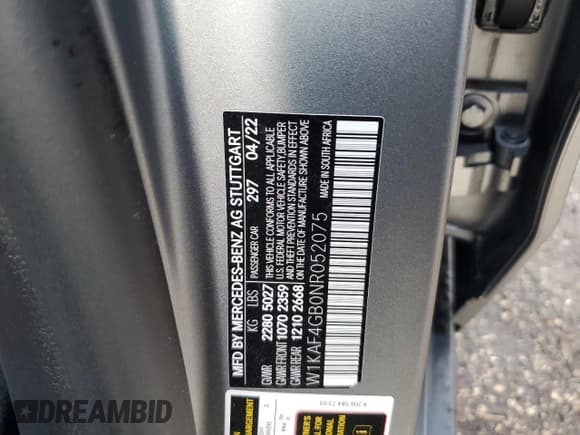 MFD BY MERCEDES-BENZ AG STUTTGART
KG LBS PASSENGER CAR 297 04/22
GVWR 2280 5027 THIS VEHICLE CONFORMS TO ALL APPLICABLE
GAWR FRONT 1070 2359 U.S. FEDERAL MOTOR VEHICLE SAFETY, BUMPER
GAWR REAR 1210 2668 AND THEFT PREVENTION STANDARDS IN EFFECT
ON THE DATE OF MANUFACTURE SHOWN ABOVE
W1KAF4GB0NR052075 MADE IN SOUTH AFRICA
DREAMBID